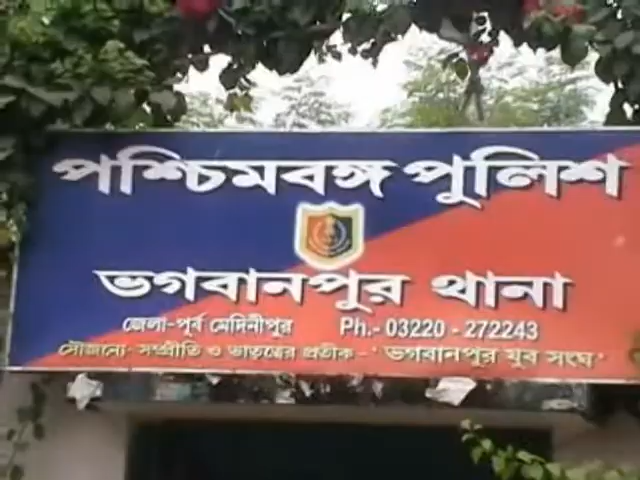 পশ্চিমবঙ্গ পুলিশ
ভগবানপুর থানা
জেলা-পূর্ব মেদিনীপুর Ph.- 03220 - 272243
সৌজন্যে- সম্প্রীতি ও ভাতৃত্বের প্রতীক -' ভগবানপুর যুব সংঘ'